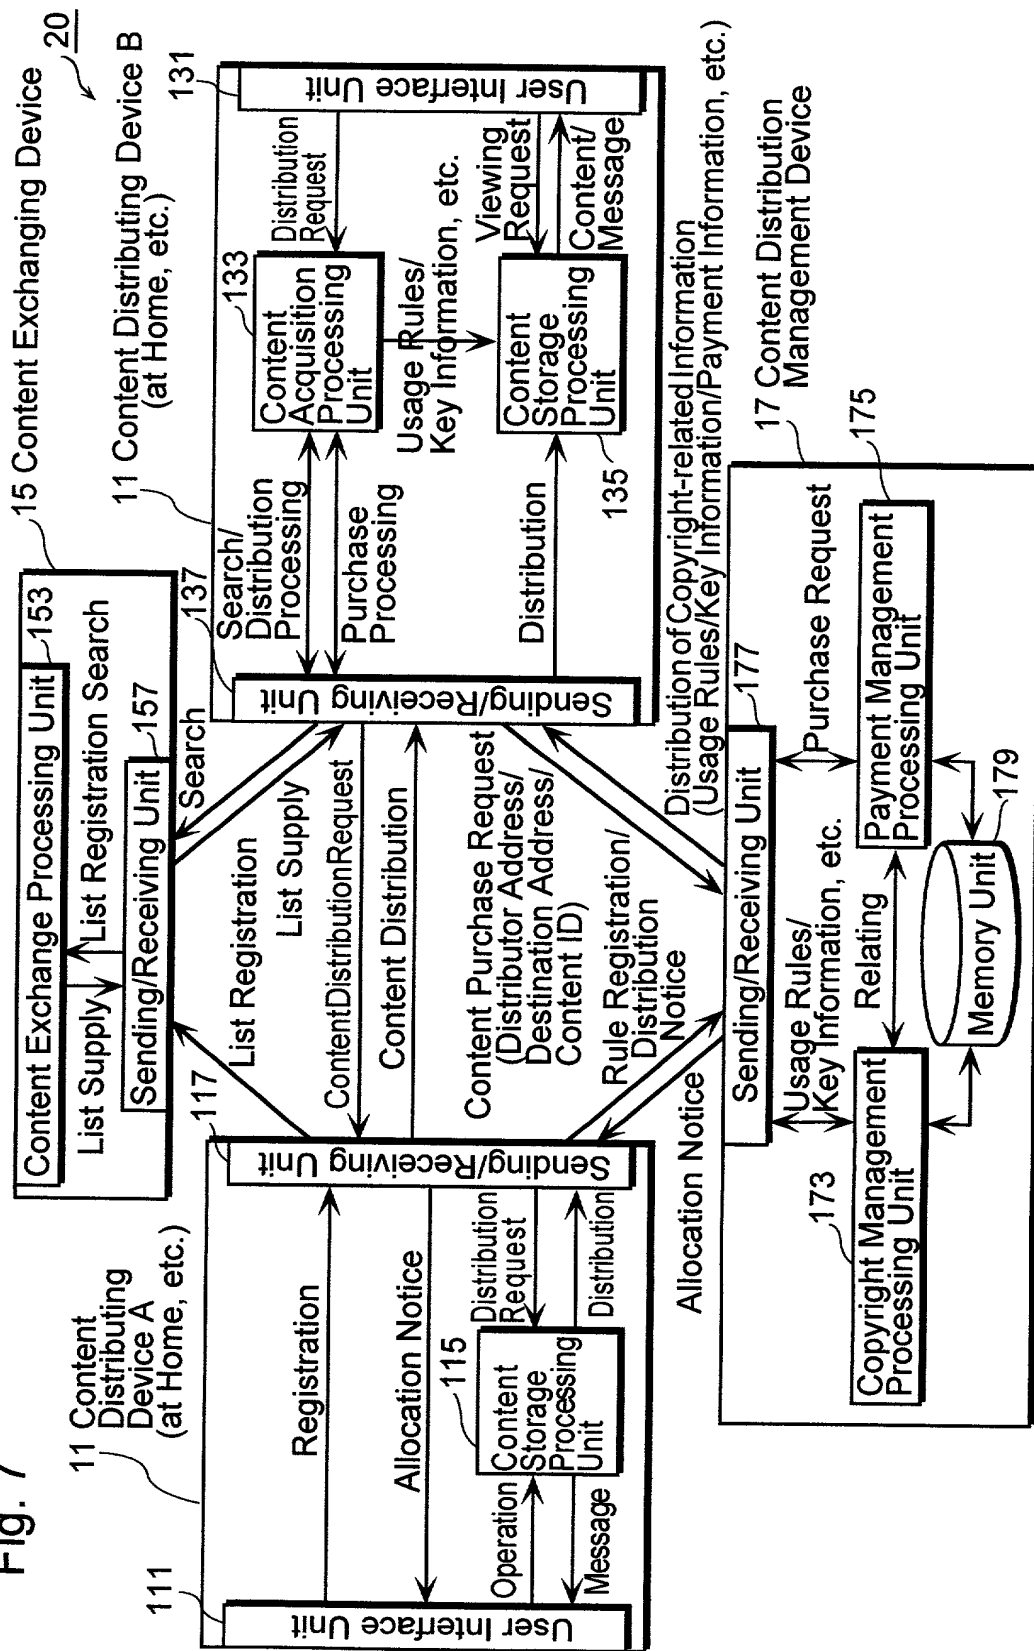 Fig. 7
20
15 Content Exchanging Device
Content Exchange Processing Unit
153
List Supply
List Registration Search
Sending/Receiving Unit
157
11 Content
Distributing
Device A
(at Home, etc.)
111
User Interface Unit
Registration
Allocation Notice
Operation
Message
115
Content
Storage
Processing
Unit
Distribution
Request
Distribution
117
Sending/Receiving Unit
List Registration
Search
List Supply
ContentDistributionRequest
Content Distribution
Content Purchase Request
(Distributor Address/
Destination Address/
Content ID)
Rule Registration/
Distribution
Notice
Allocation Notice
11 Content Distributing Device B
(at Home, etc.)
137
Sending/Receiving Unit
Search/
Distribution
Processing
Purchase
Processing
Distribution
133
Content
Acquisition
Processing
Unit
Usage Rules/
Key Information, etc.
Content
Storage
Processing
Unit
135
Distribution
Request
Viewing
Request
Content/
Message
131
User Interface Unit
Distribution of Copyright-related Information
(Usage Rules/Key Information/Payment Information, etc.)
17 Content Distribution
Management Device
Sending/Receiving Unit
177
Usage Rules/
Key Information, etc.
Purchase Request
173
Copyright Management
Processing Unit
Relating
175
Payment Management
Processing Unit
Memory Unit
179